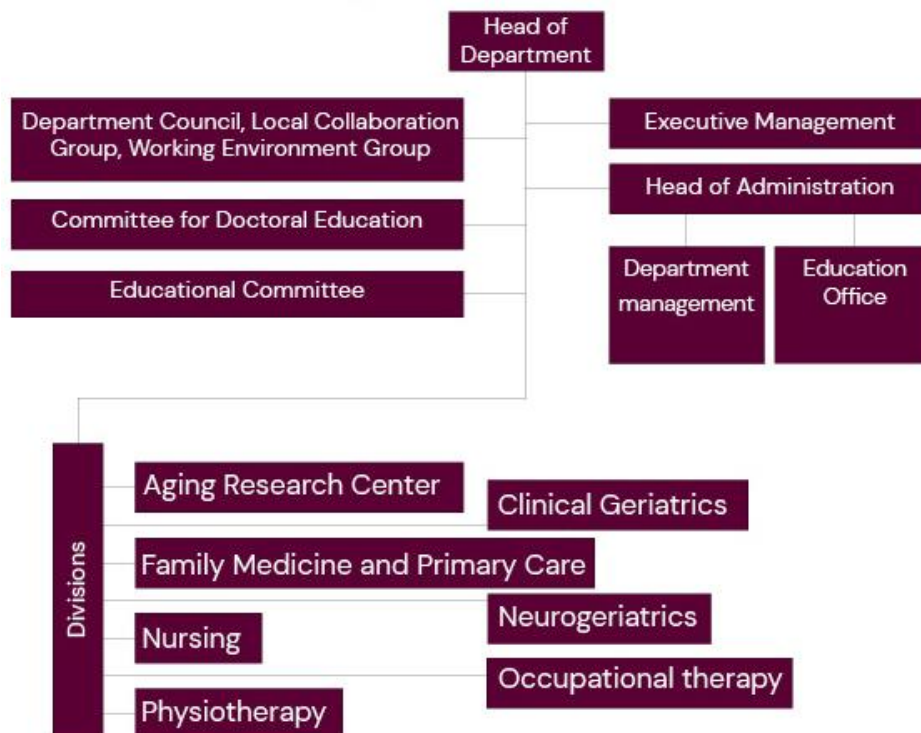 Head of
Department
Department Council, Local Collaboration
Group, Working Environment Group
Executive Management
Head of Administration
Committee for Doctoral Education
Educational Committee
Department
management
Education
Office
Divisions
Aging Research Center
Clinical Geriatrics
Family Medicine and Primary Care
Neurogeriatrics
Nursing
Occupational therapy
Physiotherapy